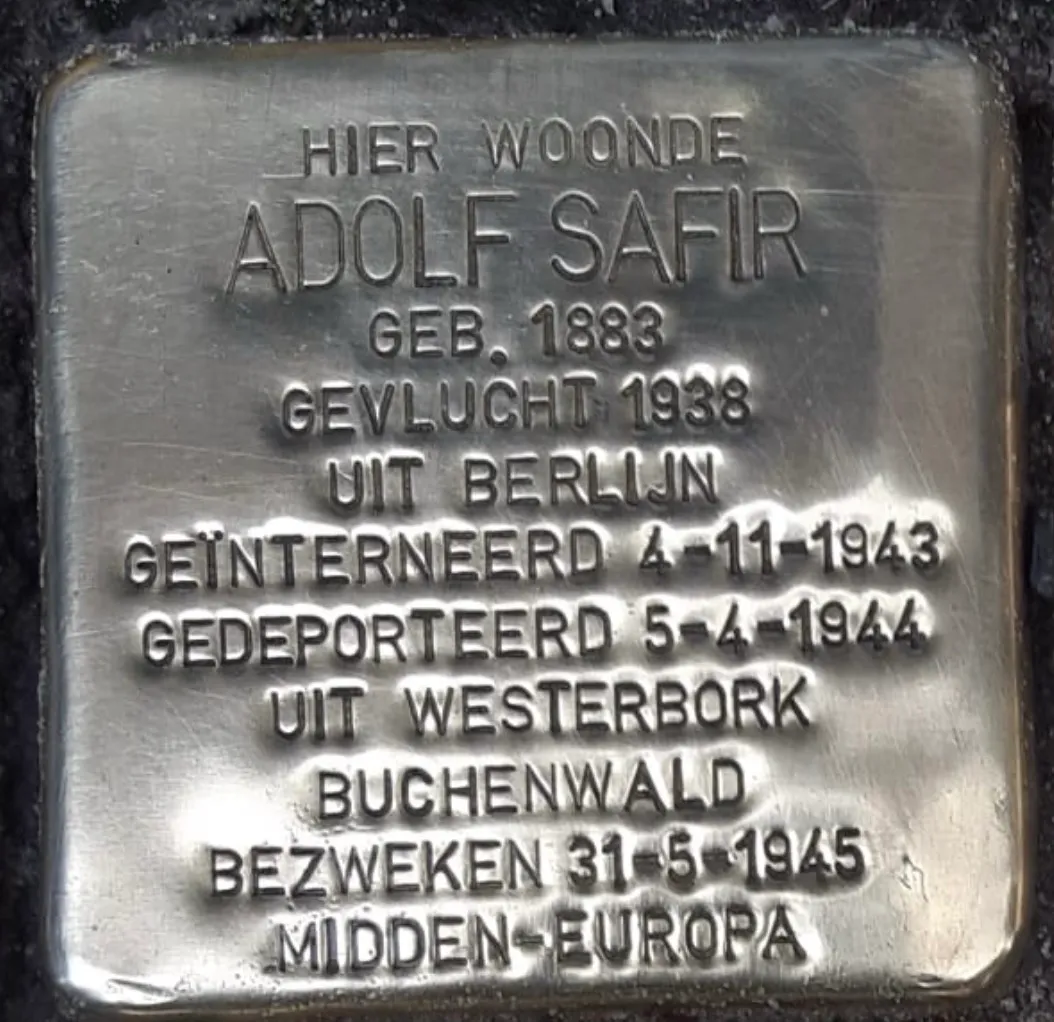 HIER WOONDE
ADOLF SAFIR
GEB. 1883
GEVLUCHT 1938
UIT BERLIJN
GEÏNTERNEERD 4-11-1943
GEDEPORTEERD 5-4-1944
UIT WESTERBORK
BUCHENWALD
BEZWEKEN 31-5-1945
MIDDEN-EUROPA